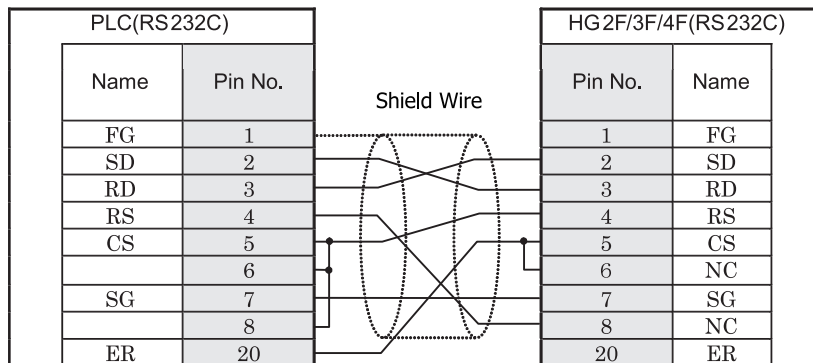 PLC(RS232C) HG2F/3F/4F(RS232C)
Name Pin No. Shield Wire Pin No. Name
FG 1 1 FG
SD 2 2 SD
RD 3 3 RD
RS 4 4 RS
CS 5 5 CS
6 6 NC
SG 7 7 SG
8 8 NC
ER 20 20 ER